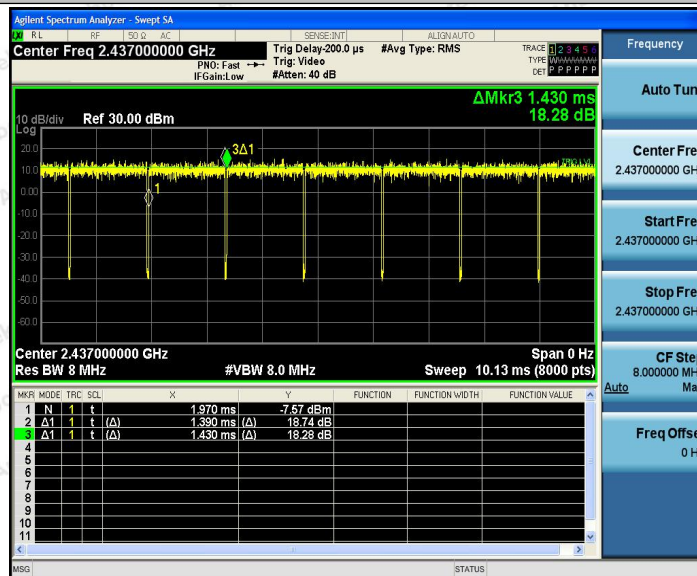 Agilent Spectrum Analyzer - Swept SA
RL RF 50 Ω AC SENSE:INT ALIGN AUTO
Center Freq 2.437000000 GHz
PNO: Fast
IFGain:Low
Trig Delay-200.0 µs
Trig: Video
#Atten: 40 dB
#Avg Type: RMS
TRACE 1 2 3 4 5 6
TYPE W
DET P P P P P P
ΔMkr3 1.430 ms
18.28 dB
10 dB/div Ref 30.00 dBm
Log
20.0
10.0
0.00
-10.0
-20.0
-30.0
-40.0
-50.0
-60.0
3Δ1
1
TRIG LVL
Center 2.437000000 GHz Span 0 Hz
Res BW 8 MHz #VBW 8.0 MHz Sweep 10.13 ms (8000 pts)
MKR MODE TRC SCL X Y FUNCTION FUNCTION WIDTH FUNCTION VALUE
1 N 1 t 1.970 ms -7.57 dBm
2 Δ1 1 t (Δ) 1.390 ms (Δ) 18.74 dB
3 Δ1 1 t (Δ) 1.430 ms (Δ) 18.28 dB
4
5
6
7
8
9
10
11
MSG STATUS
Frequency
Auto Tun
Center Fre
2.437000000 GH
Start Fre
2.437000000 GH
Stop Fre
2.437000000 GH
CF Ste
8.000000 MH
Auto Ma
Freq Offse
0 H